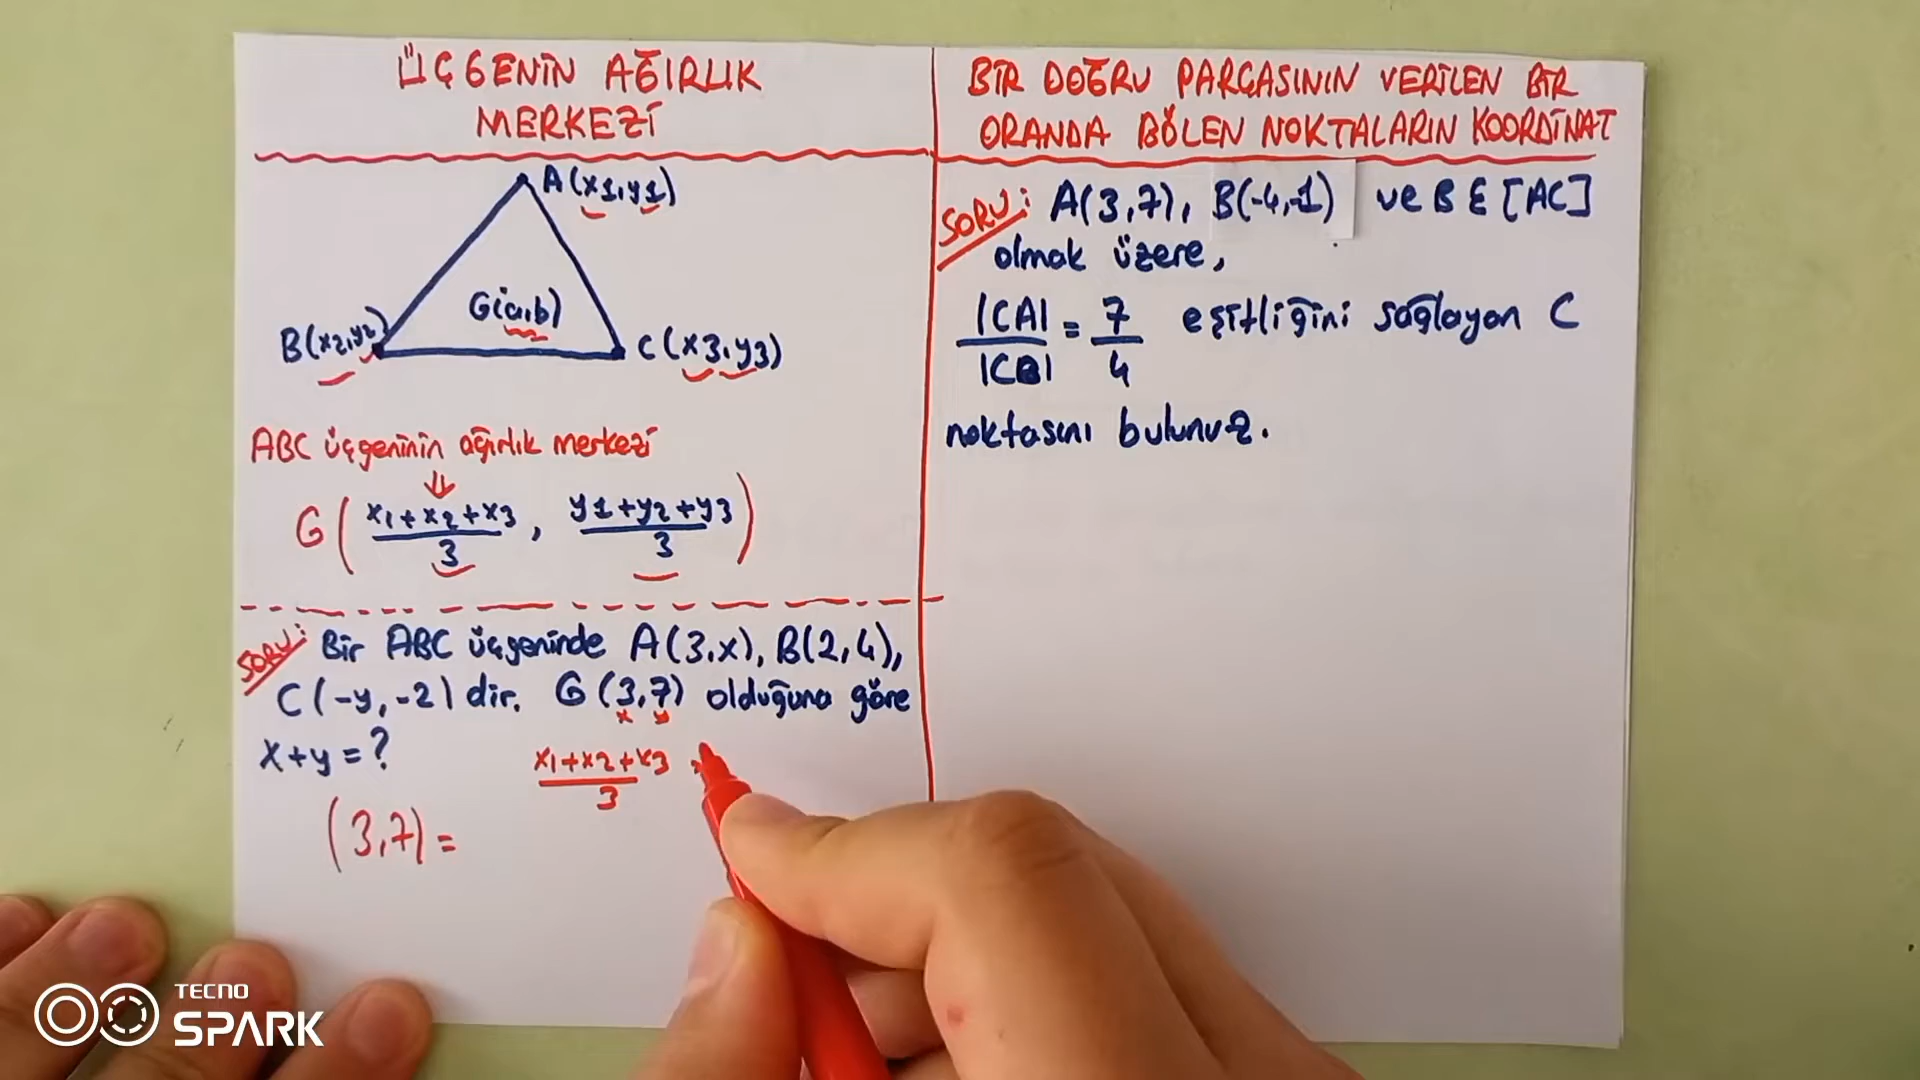 ÜÇGENİN AĞIRLIK
MERKEZİ
A(x1,y1)
G(a,b)
B(x2,y2)
C(x3,y3)
ABC üçgeninin ağırlık merkezi
⇓
G(x1+x2+x3/3, y1+y2+y3/3)
SORU: Bir ABC üçgeninde A(3,x), B(2,4),
C(-y,-2) dir. G(3,7) olduğuna göre
x y
x+y=?
x1+x2+x3/3
(3,7)=
BİR DOĞRU PARÇASININ VERİLEN BİR
ORANDA BÖLEN NOKTALARIN KOORDİNAT
SORU: A(3,7), B(-4,-1) ve B ∈ [AC]
olmak üzere,
|CA|/|CB| = 7/4 eşitliğini sağlayan C
noktasını bulunuz.
TECNO
SPARK